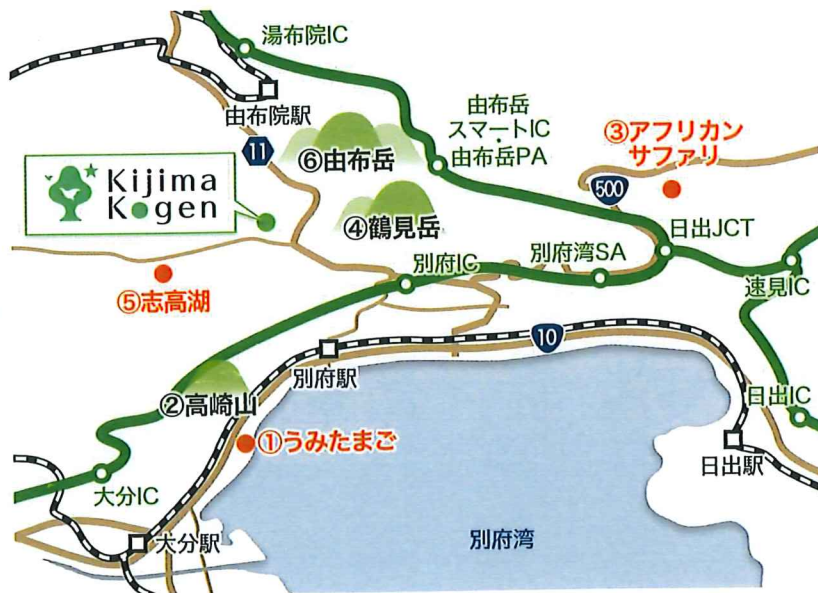 湯布院IC
由布院駅
由布岳
スマートIC
・
由布岳PA
③アフリカン
サファリ
11
⑥由布岳
500
Kijima
Kogen
④鶴見岳
日出JCT
別府湾SA
別府IC
速見IC
⑤志高湖
10
別府駅
②高崎山
日出IC
①うみたまご
日出駅
大分IC
大分駅
別府湾